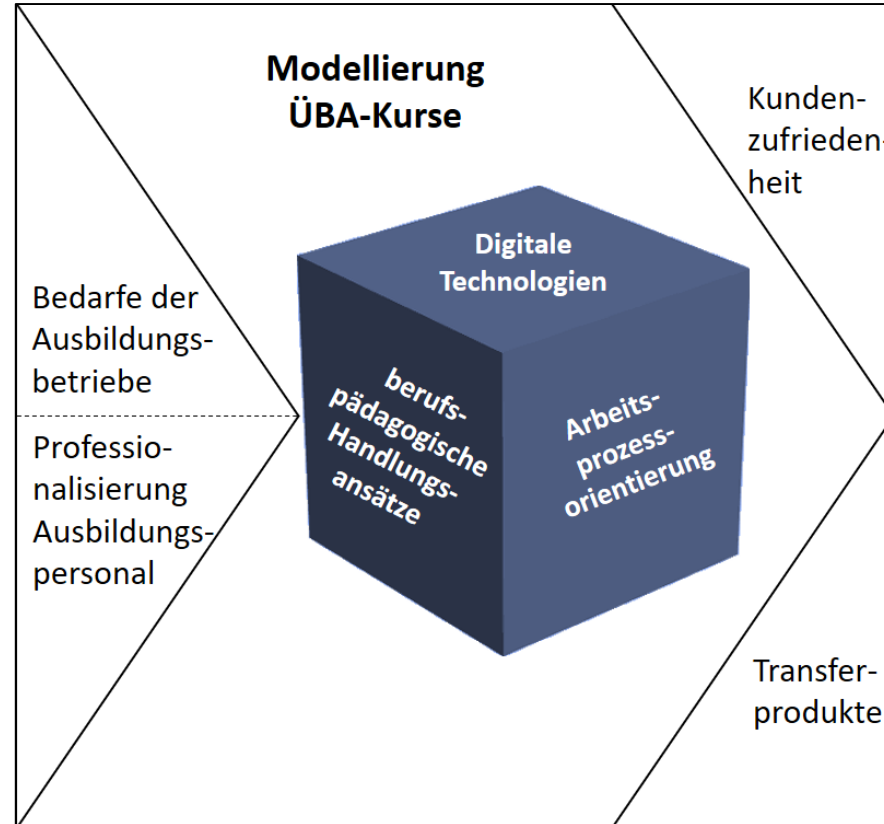 Modellierung
ÜBA-Kurse
Kunden-
zufrieden-
heit
Digitale
Technologien
Bedarfe der
Ausbildungs-
betriebe
berufs-
pädagogische
Handlungs-
ansätze
Arbeits-
prozess-
orientierung
Professio-
nalisierung
Ausbildungs-
personal
Transfer-
produkte